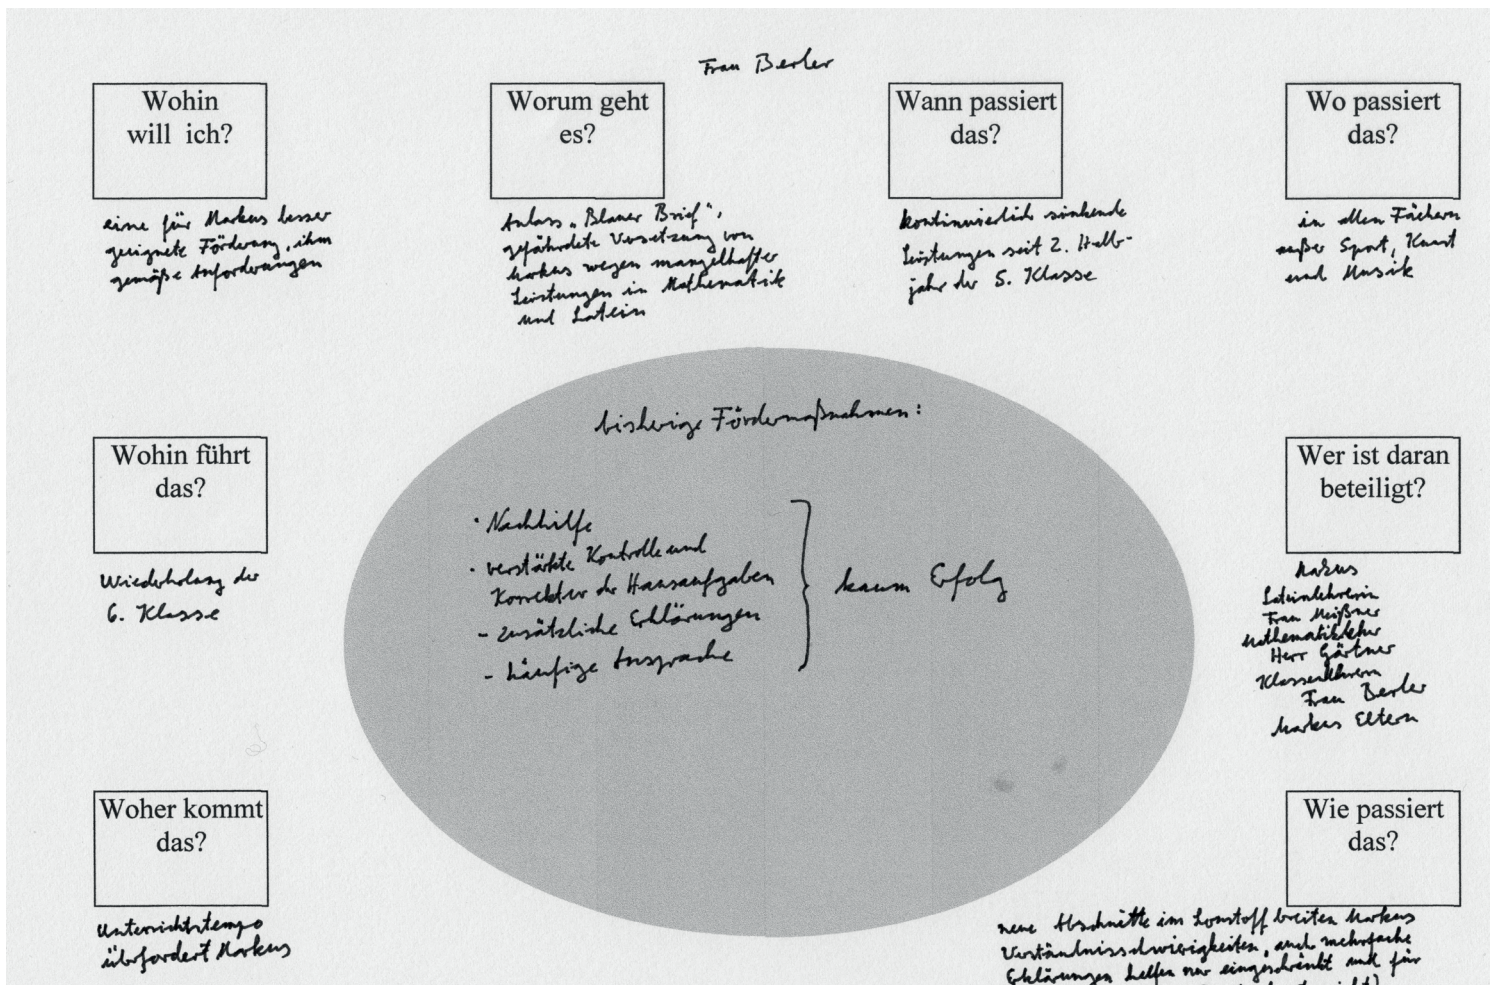 Frau Berler
Wohin
will ich?
eine für Markus besser
geeignete Förderung, ihm
gemäße Anforderungen
Worum geht
es?
Anlass „Blauer Brief“,
gefährdete Versetzung von
Markus wegen mangelhafter
Leistungen in Mathematik
und Latein
Wann passiert
das?
kontinuierlich sinkende
Leistungen seit 2. Halb-
jahr der 5. Klasse
Wo passiert
das?
in allen Fächern
außer Sport, Kunst
und Musik
bisherige Fördermaßnahmen:
· Nachhilfe
· verstärkte Kontrolle und
Korrektur der Hausaufgaben
- zusätzliche Erklärungen
- häufige Ansprache
kaum Erfolg
Wohin führt
das?
Wiederholung der
6. Klasse
Wer ist daran
beteiligt?
Markus
Lateinlehrerin
Frau Meißner
Mathematiklehrer
Herr Gärtner
Klassenlehrerin
Frau Berler
Markus Eltern
Woher kommt
das?
Unterrichtstempo
überfordert Markus
Wie passiert
das?
neue Abschnitte im Lernstoff breiten Markus
Verständnisschwierigkeiten, auch mehrfache
Erklärungen helfen nur eingeschränkt und für